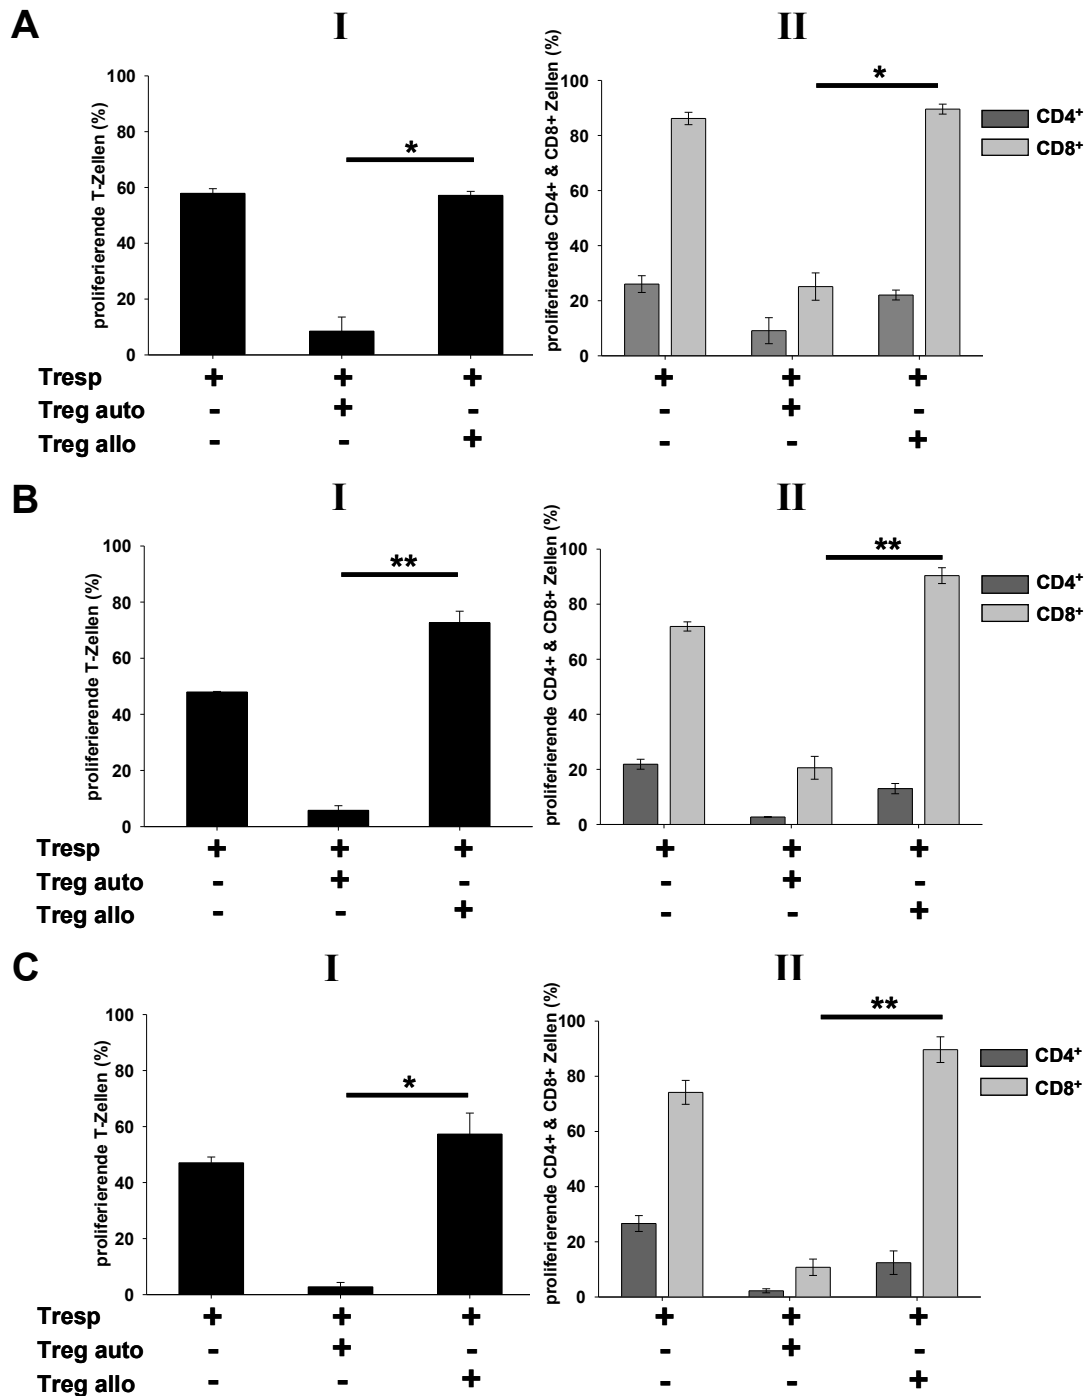 A
I
II
proliferierende T-Zellen (%)
100
80
60
40
20
0
*
proliferierende CD4+ & CD8+ Zellen (%)
100
80
60
40
20
0
*
CD4⁺
CD8⁺
Tresp + + + + + +
Treg auto - + - - + -
Treg allo - - + - - +
B
I
II
proliferierende T-Zellen (%)
100
80
60
40
20
0
**
proliferierende CD4+ & CD8+ Zellen (%)
100
80
60
40
20
0
**
CD4⁺
CD8⁺
Tresp + + + + + +
Treg auto - + - - + -
Treg allo - - + - - +
C
I
II
proliferierende T-Zellen (%)
100
80
60
40
20
0
*
proliferierende CD4+ & CD8+ Zellen (%)
100
80
60
40
20
0
**
CD4⁺
CD8⁺
Tresp + + + + + +
Treg auto - + - - + -
Treg allo - - + - - +